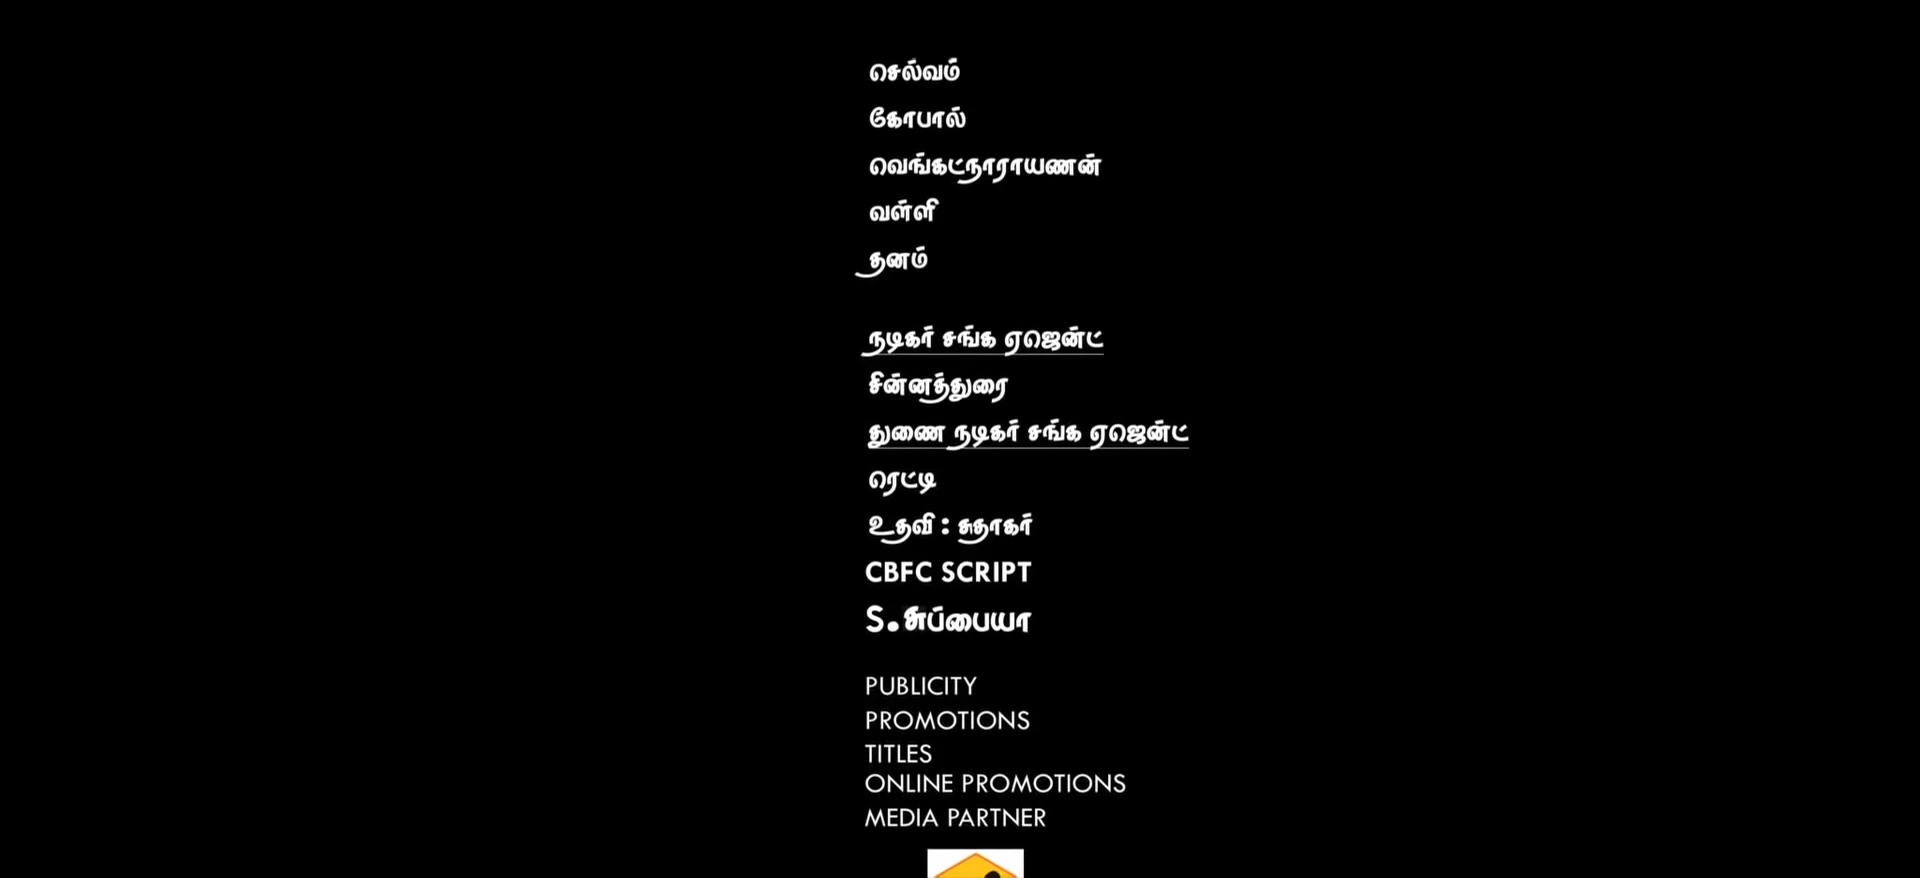 செல்வம்
கோபால்
வெங்கட்நாராயணன்
வள்ளி
தனம்
நடிகர் சங்க ஏஜென்ட்
சின்னத்துரை
துணை நடிகர் சங்க ஏஜென்ட்
ரெட்டி
உதவி : சுதாகர்
CBFC SCRIPT
S.சுப்பையா
PUBLICITY
PROMOTIONS
TITLES
ONLINE PROMOTIONS
MEDIA PARTNER